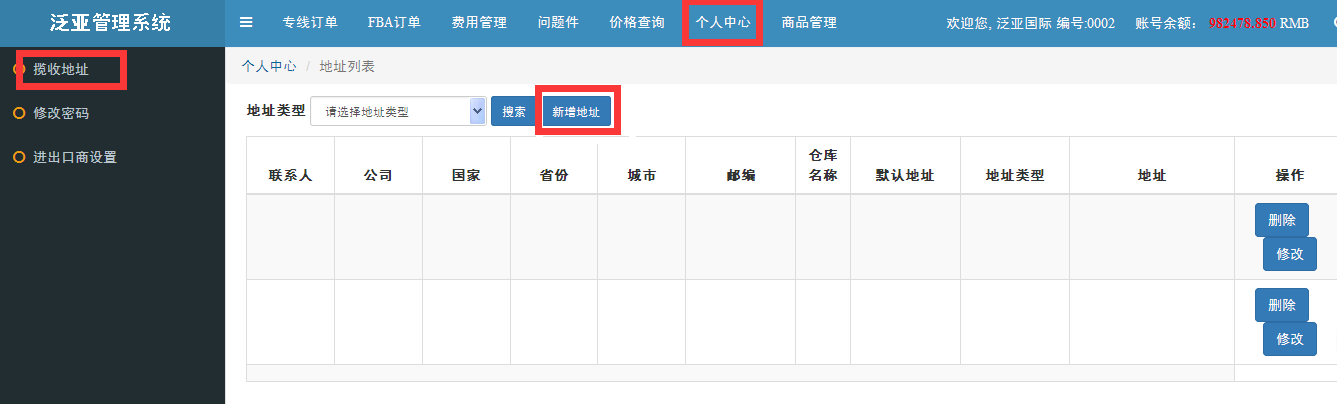 泛亚管理系统
专线订单 FBA订单 费用管理 问题件 价格查询 个人中心 商品管理 欢迎您, 泛亚国际 编号:0002 账号余额: 982478.850 RMB
揽收地址
修改密码
进出口商设置
个人中心 / 地址列表
地址类型 请选择地址类型 搜索 新增地址
联系人 公司 国家 省份 城市 邮编 仓库名称 默认地址 地址类型 地址 操作
删除
修改
删除
修改